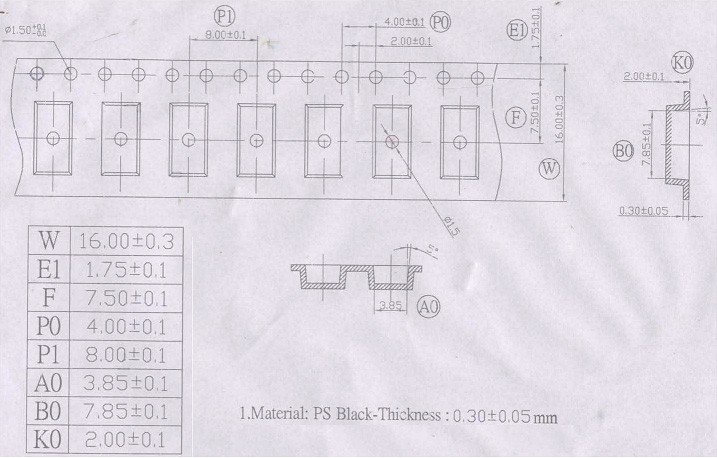 P1
Ø1.50+0.1-0.0
8.00±0.1
4.00±0.1
P0
2.00±0.1
E1
1.75±0.1
F
7.50±0.1
16.00±0.3
W
K0
2.00±0.1
5°
B0
7.85±0.1
0.30±0.05
Ø1.5
5°
3.85
A0
W 16.00±0.3
E1 1.75±0.1
F 7.50±0.1
P0 4.00±0.1
P1 8.00±0.1
A0 3.85±0.1
B0 7.85±0.1
K0 2.00±0.1
1.Material: PS Black-Thickness : 0.30±0.05mm